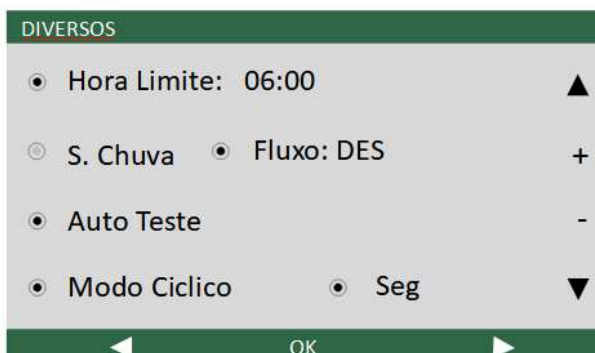 DIVERSOS
Hora Limite: 06:00
S. Chuva Fluxo: DES
+
Auto Teste
-
Modo Ciclico Seg
OK